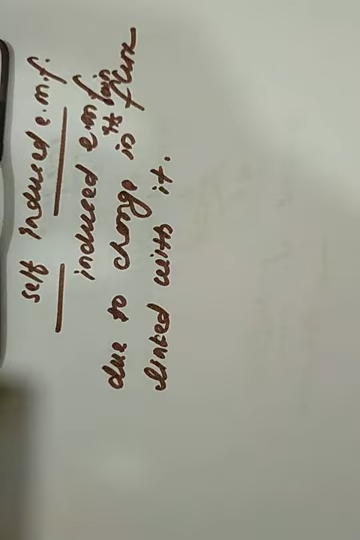 self induced e.m.f.
induced e.m.f in
due to change in its flux
linked with it.